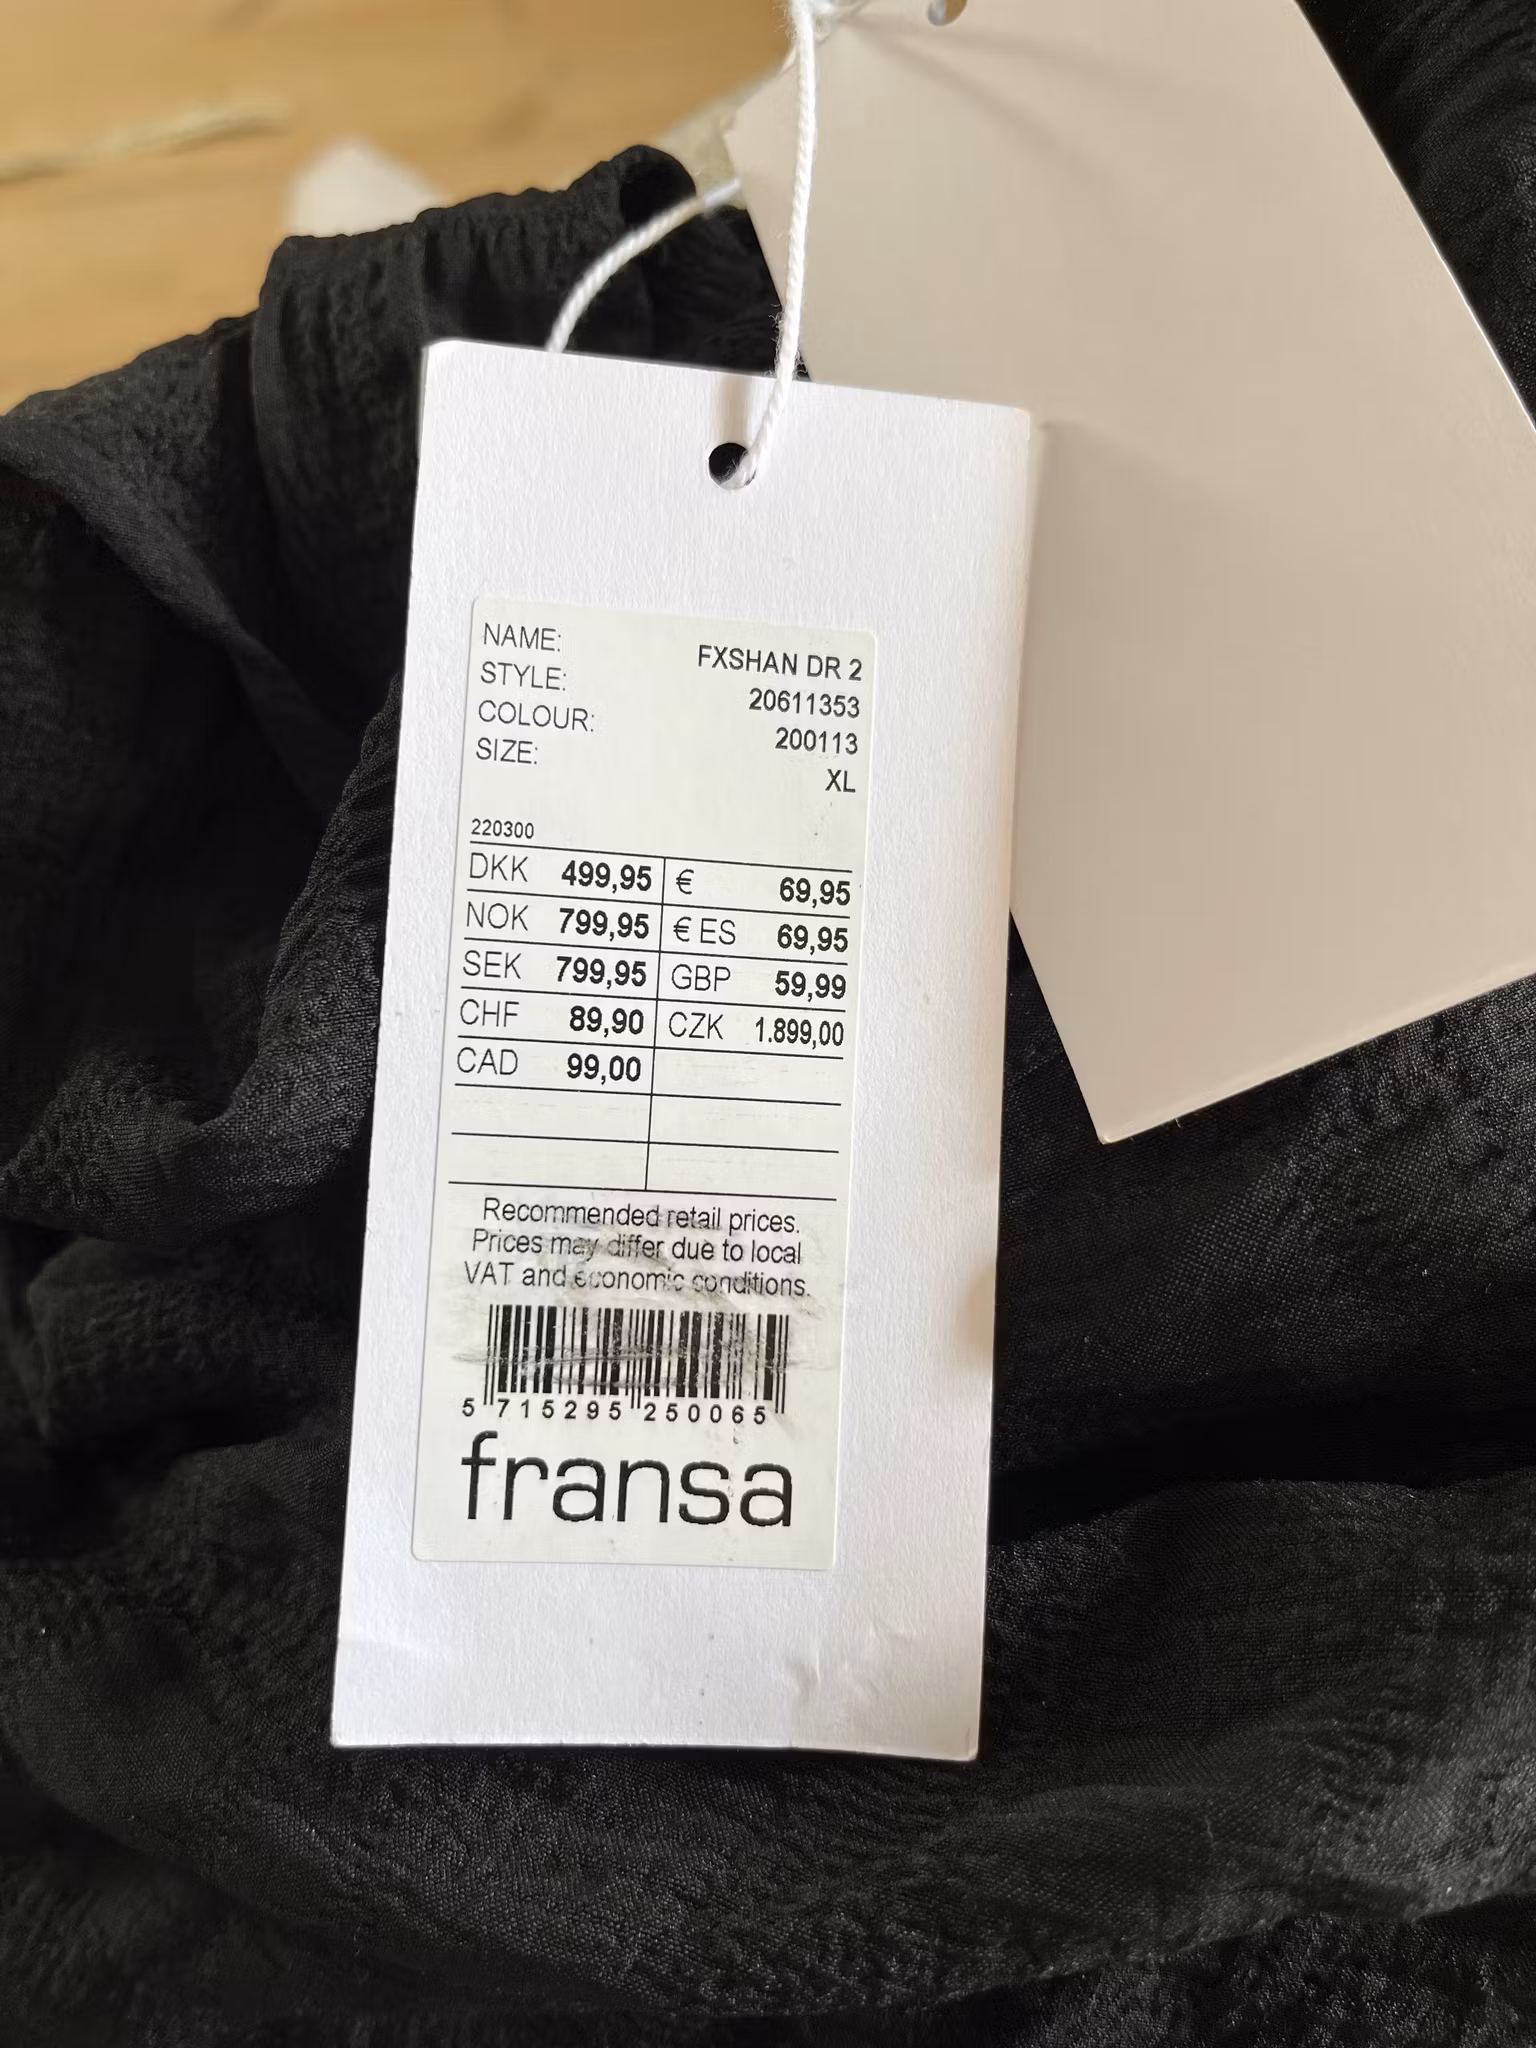 NAME: FXSHAN DR 2
STYLE: 20611353
COLOUR: 200113
SIZE: XL
220300
DKK 499,95 € 69,95
NOK 799,95 € ES 69,95
SEK 799,95 GBP 59,99
CHF 89,90 CZK 1.899,00
CAD 99,00
Recommended retail prices.
Prices may differ due to local
VAT and economic conditions.
5 715295 250065
fransa